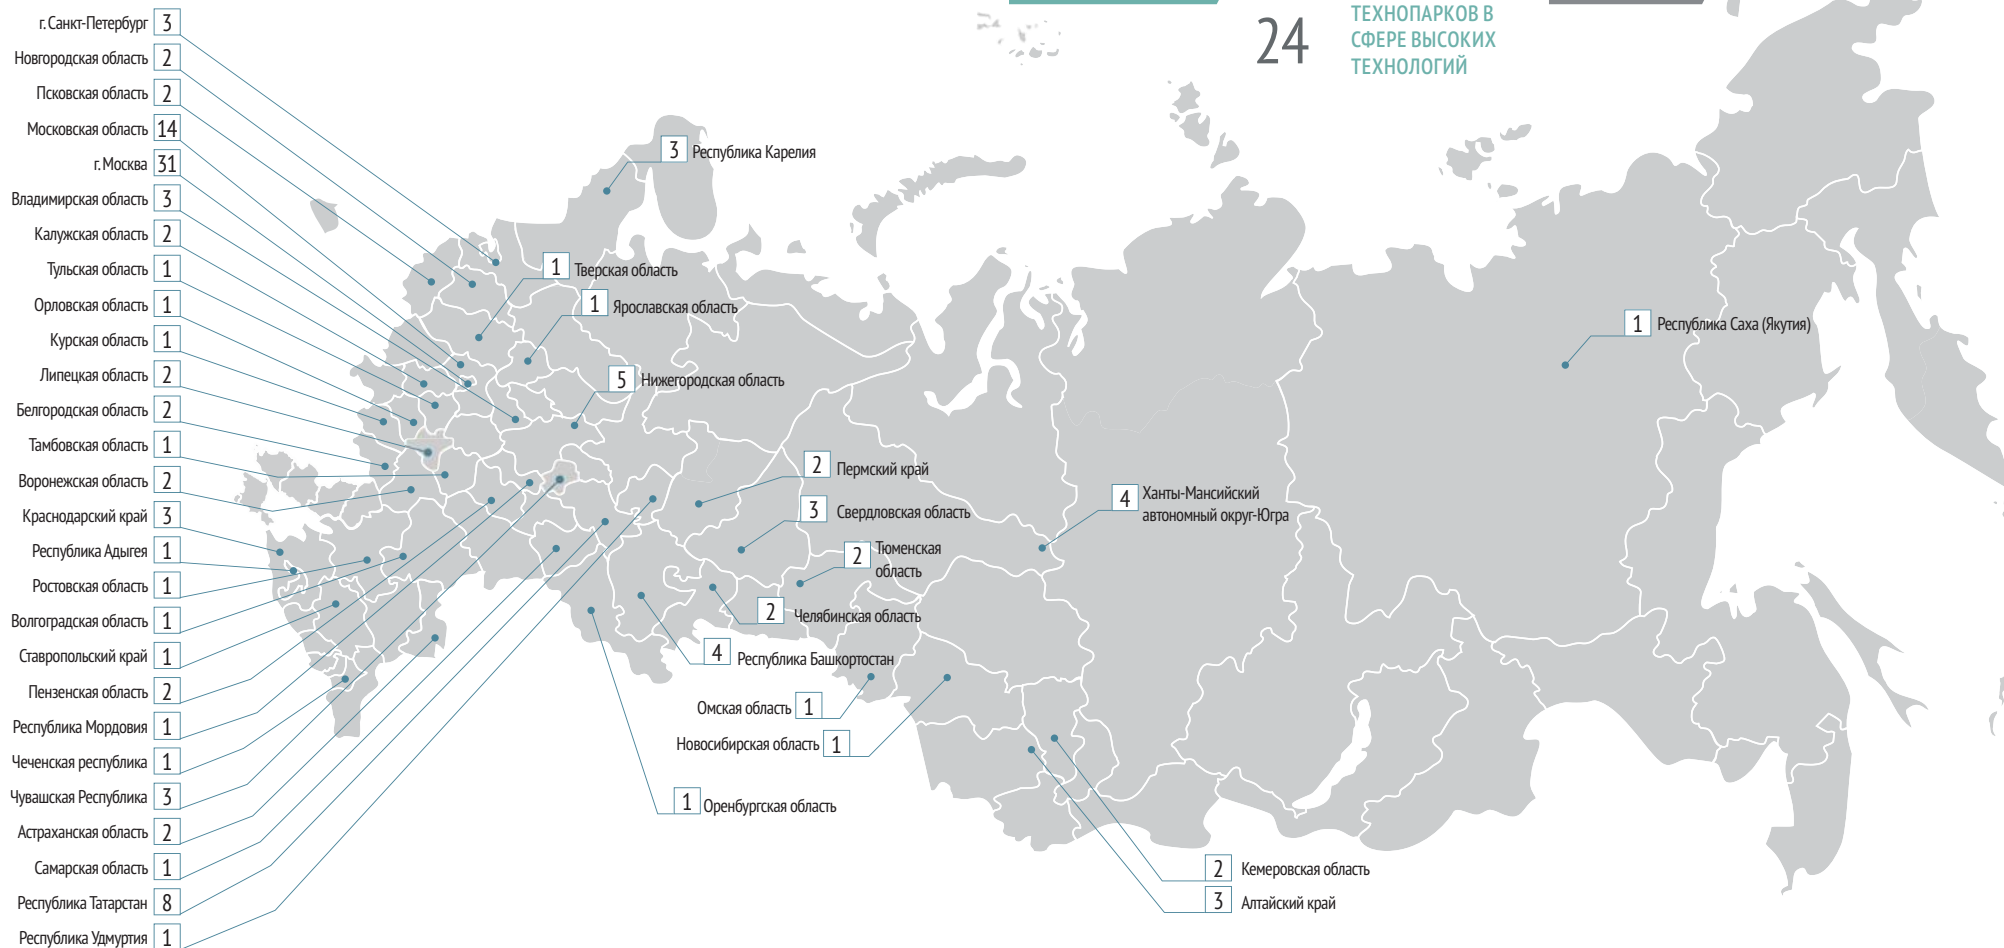 24
ТЕХНОПАРКОВ В
СФЕРЕ ВЫСОКИХ
ТЕХНОЛОГИЙ
г. Санкт-Петербург 3
Новгородская область 2
Псковская область 2
Московская область 14
г. Москва 31
Владимирская область 3
Калужская область 2
Тульская область 1
Орловская область 1
Курская область 1
Липецкая область 2
Белгородская область 2
Тамбовская область 1
Воронежская область 2
Краснодарский край 3
Республика Адыгея 1
Ростовская область 1
Волгоградская область 1
Ставропольский край 1
Пензенская область 2
Республика Мордовия 1
Чеченская республика 1
Чувашская Республика 3
Астраханская область 2
Самарская область 1
Республика Татарстан 8
Республика Удмуртия 1
3 Республика Карелия
1 Тверская область
1 Ярославская область
5 Нижегородская область
1 Республика Саха (Якутия)
2 Пермский край
3 Свердловская область
4 Ханты-Мансийский
автономный округ-Югра
2 Тюменская
область
2 Челябинская область
4 Республика Башкортостан
Омская область 1
Новосибирская область 1
1 Оренбургская область
2 Кемеровская область
3 Алтайский край